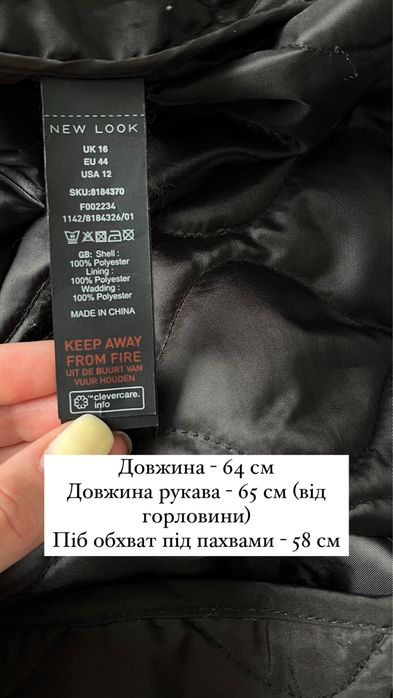 NEW LOOK
UK 16
EU 44
USA 12
SKU:8184370
F002234
1142/8184326/01
GB: Shell :
100% Polyester
Lining :
100% Polyester
Wadding :
100% Polyester
MADE IN CHINA
KEEP AWAY
FROM FIRE
UIT DE BUURT VAN
VUUR HOUDEN
™clevercare.
info
Довжина - 64 см
Довжина рукава - 65 см (від
горловини)
Піб обхват під пахвами - 58 см